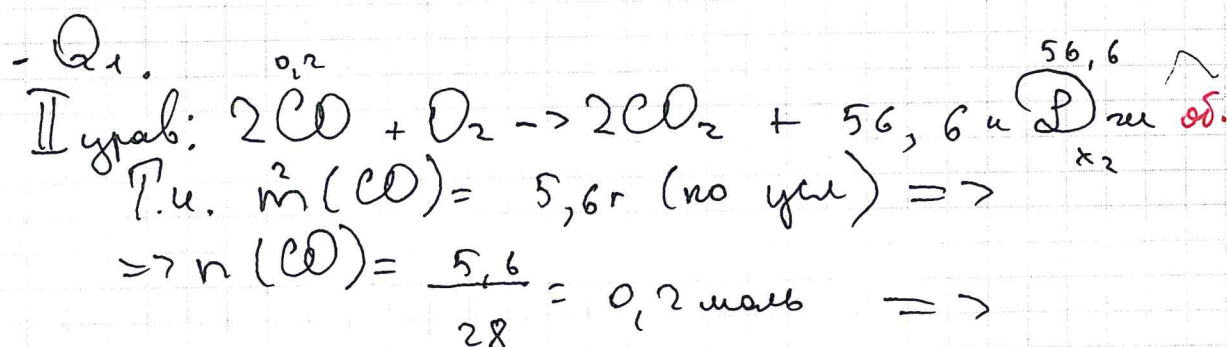 - Q₁.
0,2 56,6
II урав: 2CO + O₂ -> 2CO₂ + 56,6 кДж об.
2 x₂
Т.к. m(CO) = 5,6г (по усл) =>
=> n(CO) = 5,6/28 = 0,2 моль =>